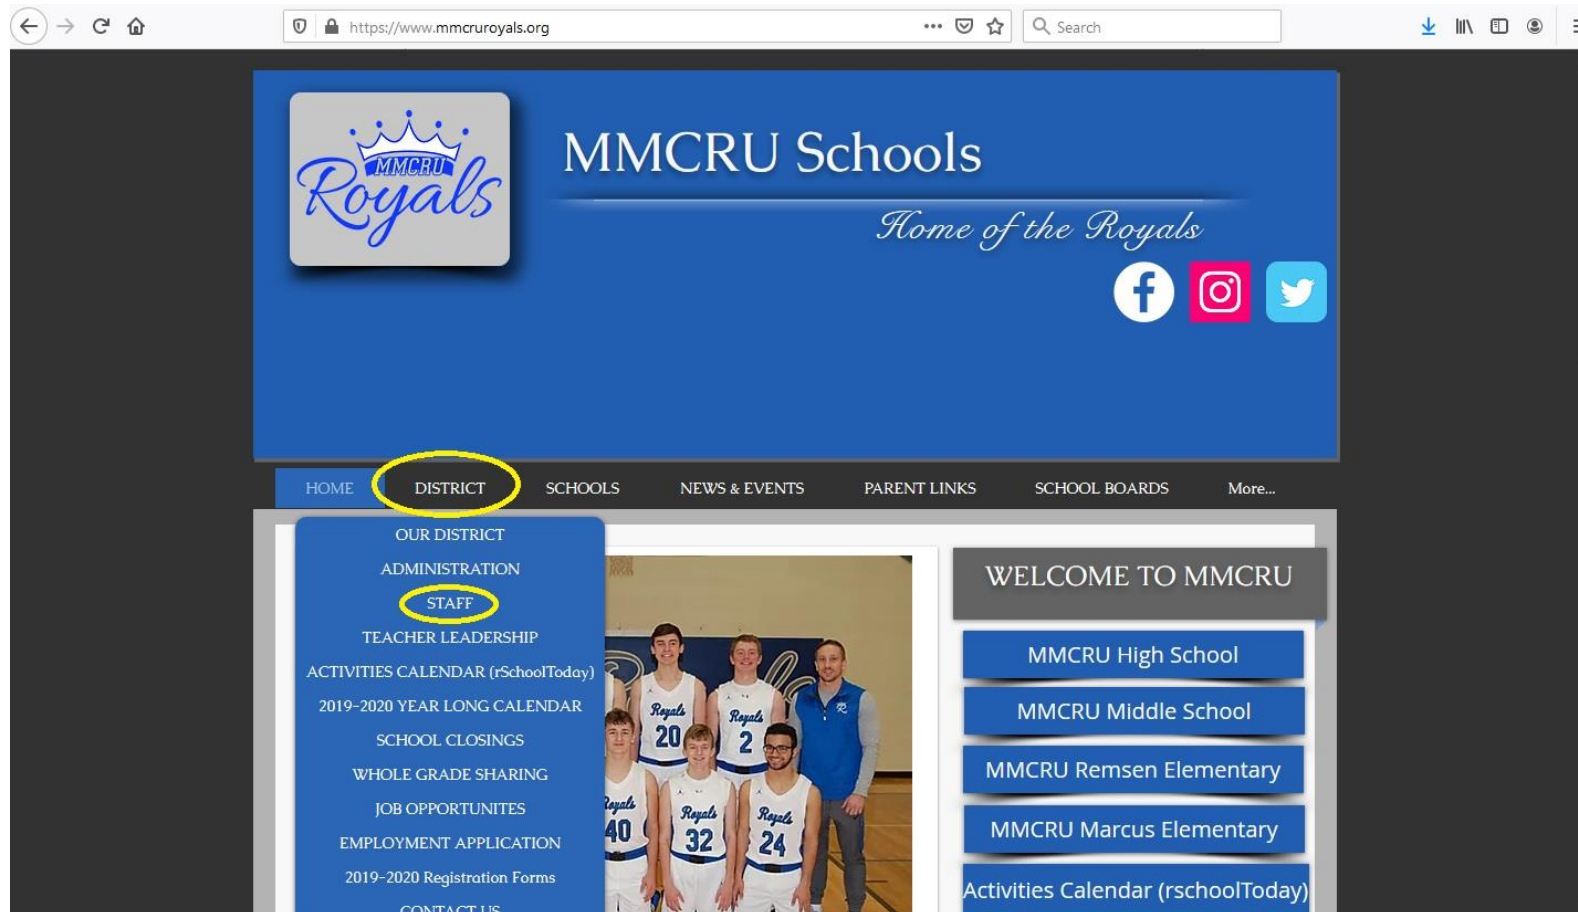 https://www.mmcruroyals.org
Search
MMCRU
Royals
MMCRU Schools
Home of the Royals
HOME
DISTRICT
SCHOOLS
NEWS & EVENTS
PARENT LINKS
SCHOOL BOARDS
More...
OUR DISTRICT
ADMINISTRATION
STAFF
TEACHER LEADERSHIP
ACTIVITIES CALENDAR (rSchoolToday)
2019-2020 YEAR LONG CALENDAR
SCHOOL CLOSINGS
WHOLE GRADE SHARING
JOB OPPORTUNITES
EMPLOYMENT APPLICATION
2019-2020 Registration Forms
CONTACT US
Royals
20
Royals
2
Royals
40
Royals
32
Royals
24
WELCOME TO MMCRU
MMCRU High School
MMCRU Middle School
MMCRU Remsen Elementary
MMCRU Marcus Elementary
Activities Calendar (rschoolToday)